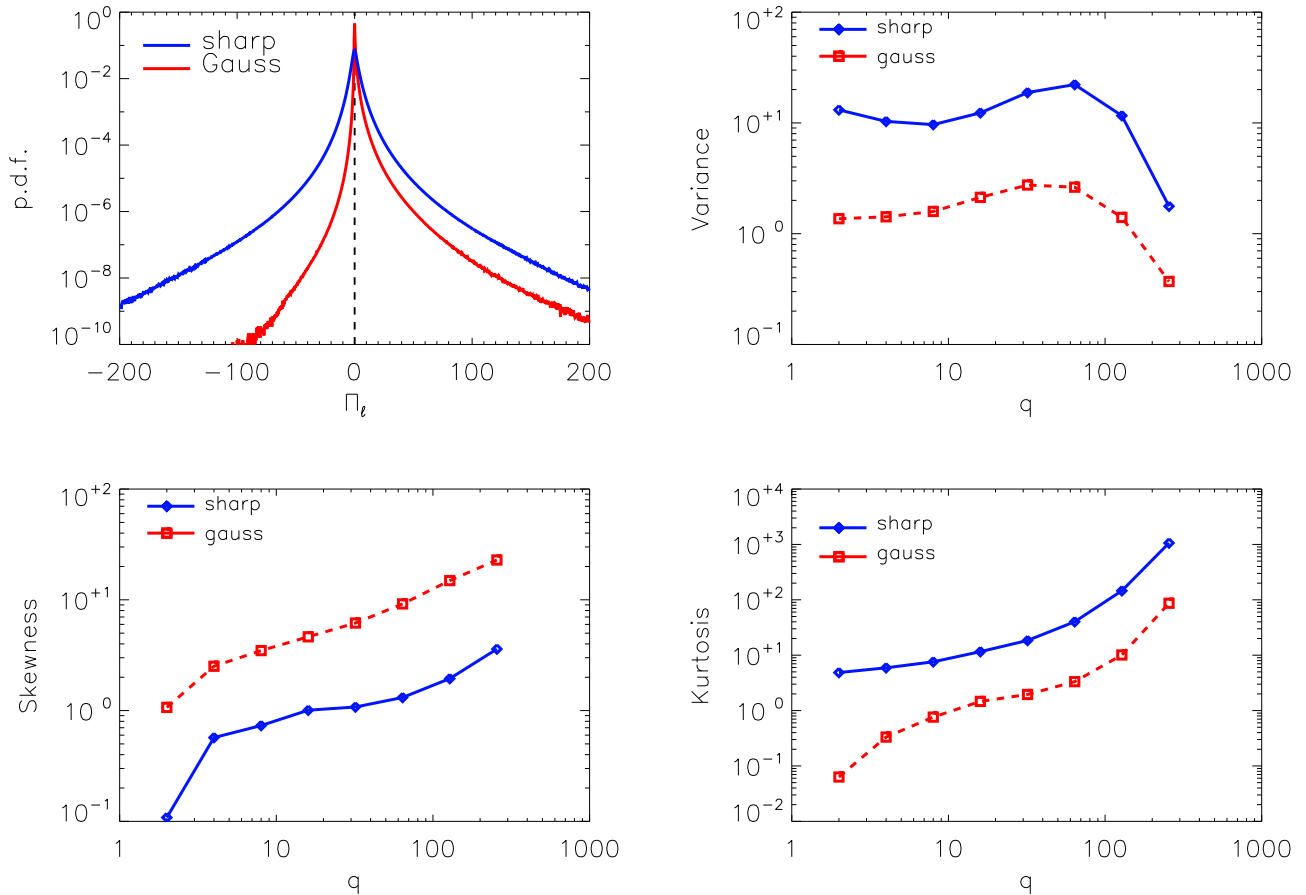 sharp
Gauss
10^0
10^-2
10^-4
10^-6
10^-8
10^-10
p.d.f.
-200 -100 0 100 200
Π_ℓ
sharp
gauss
10^+2
10^+1
10^0
10^-1
Variance
1 10 100 1000
q
sharp
gauss
10^+2
10^+1
10^0
10^-1
Skewness
1 10 100 1000
q
sharp
gauss
10^+4
10^+3
10^+2
10^+1
10^0
10^-1
10^-2
Kurtosis
1 10 100 1000
q